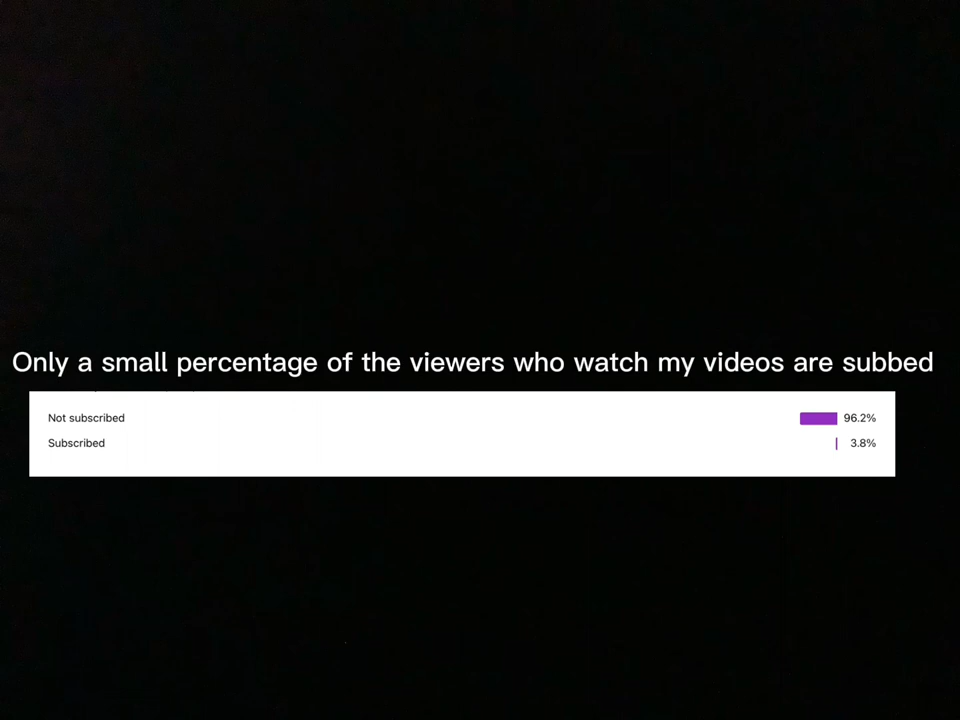 Only a small percentage of the viewers who watch my videos are subbed
Not subscribed 96.2%
Subscribed 3.8%